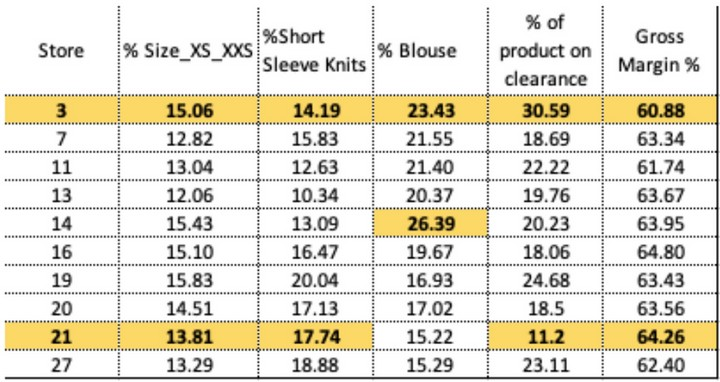 Store % Size_XS_XXS %Short Sleeve Knits % Blouse % of product on clearance Gross Margin %
3 15.06 14.19 23.43 30.59 60.88
7 12.82 15.83 21.55 18.69 63.34
11 13.04 12.63 21.40 22.22 61.74
13 12.06 10.34 20.37 19.76 63.67
14 15.43 13.09 26.39 20.23 63.95
16 15.10 16.47 19.67 18.06 64.80
19 15.83 20.04 16.93 24.68 63.43
20 14.51 17.13 17.02 18.5 63.56
21 13.81 17.74 15.22 11.2 64.26
27 13.29 18.88 15.29 23.11 62.40